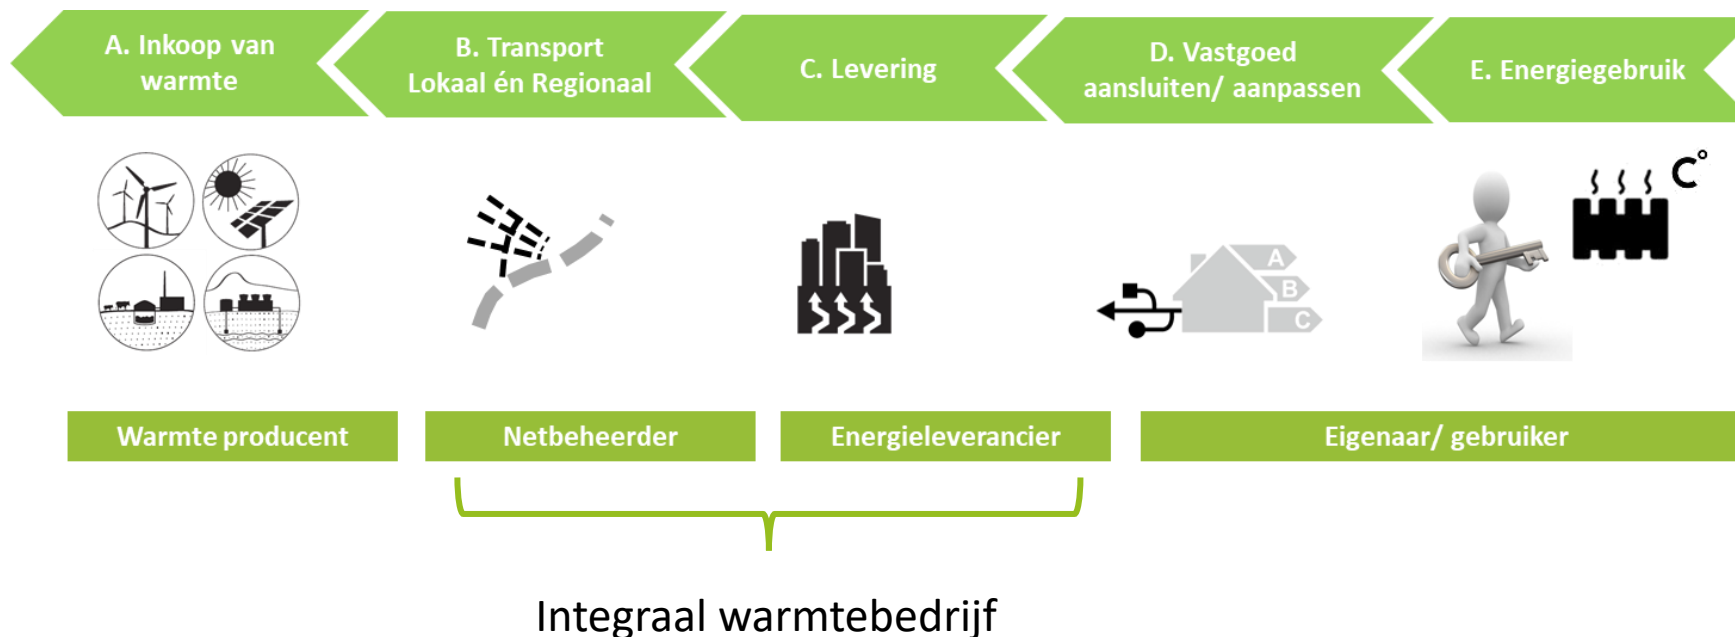 A. Inkoop van
warmte
B. Transport
Lokaal én Regionaal
C. Levering
D. Vastgoed
aansluiten/ aanpassen
E. Energiegebruik
C°
A
B
C
Warmte producent
Netbeheerder
Energieleverancier
Eigenaar/ gebruiker
Integraal warmtebedrijf